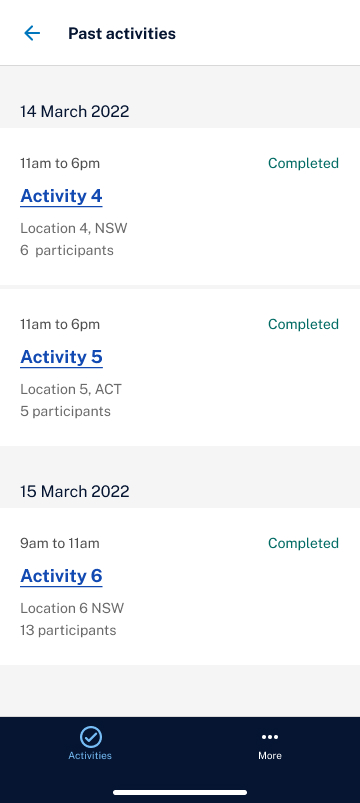 Past activities
14 March 2022
11am to 6pm Completed
Activity 4
Location 4, NSW
6 participants
11am to 6pm Completed
Activity 5
Location 5, ACT
5 participants
15 March 2022
9am to 11am Completed
Activity 6
Location 6 NSW
13 participants
Activities More